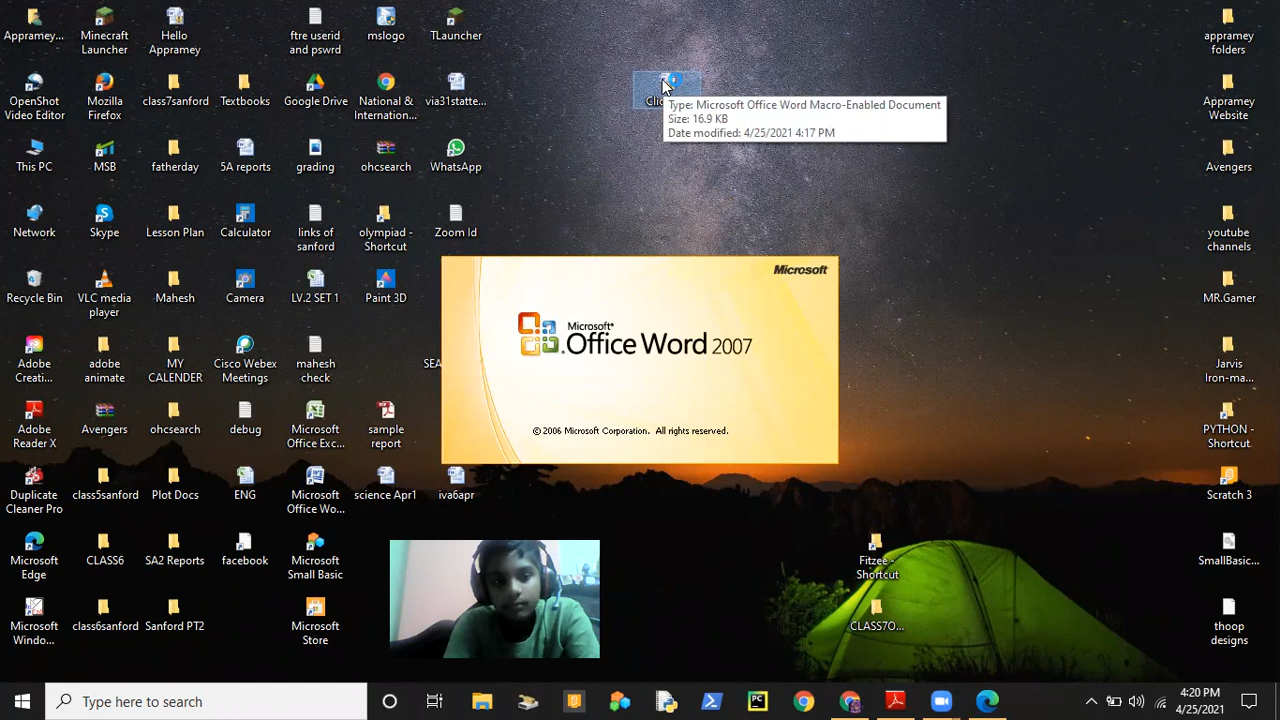 Appramey...
Minecraft
Launcher
Hello
Appramey
ftre userid
and pswrd
mslogo
TLauncher
appramey
folders
OpenShot
Video Editor
Mozilla
Firefox
class7sanford
Textbooks
Google Drive
National &
Internation...
via31statte...
Type: Microsoft Office Word Macro-Enabled Document
Size: 16.9 KB
Date modified: 4/25/2021 4:17 PM
Appramey
Website
This PC
MSB
fatherday
5A reports
grading
ohcsearch
WhatsApp
Avengers
Network
Skype
Lesson Plan
Calculator
links of
sanford
olympiad -
Shortcut
Zoom Id
youtube
channels
Recycle Bin
VLC media
player
Mahesh
Camera
LV.2 SET 1
Paint 3D
MR.Gamer
Microsoft
Microsoft®
Office Word 2007
© 2006 Microsoft Corporation. All rights reserved.
Adobe
Creati...
adobe
animate
MY
CALENDER
Cisco Webex
Meetings
mahesh
check
Jarvis
Iron-ma...
Adobe
Reader X
Avengers
ohcsearch
debug
Microsoft
Office Exc...
sample
report
PYTHON -
Shortcut
Duplicate
Cleaner Pro
class5sanford
Plot Docs
ENG
Microsoft
Office Wo...
science Apr1
iva6apr
Scratch 3
Microsoft
Edge
CLASS6
SA2 Reports
facebook
Microsoft
Small Basic
Fitzee -
Shortcut
SmallBasic...
Microsoft
Windo...
class6sanford
Sanford PT2
Microsoft
Store
CLASS7O...
thoop
designs
Type here to search
PC
4:20 PM
4/25/2021